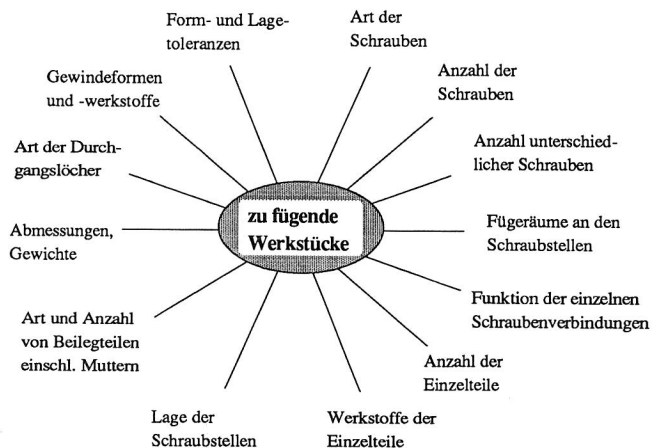 Form- und Lage-
toleranzen
Art der
Schrauben
Gewindeformen
und -werkstoffe
Anzahl der
Schrauben
Art der Durch-
gangslöcher
Anzahl unterschied-
licher Schrauben
zu fügende
Werkstücke
Abmessungen,
Gewichte
Fügeräume an den
Schraubstellen
Art und Anzahl
von Beilegteilen
einschl. Muttern
Funktion der einzelnen
Schraubenverbindungen
Anzahl der
Einzelteile
Lage der
Schraubstellen
Werkstoffe der
Einzelteile